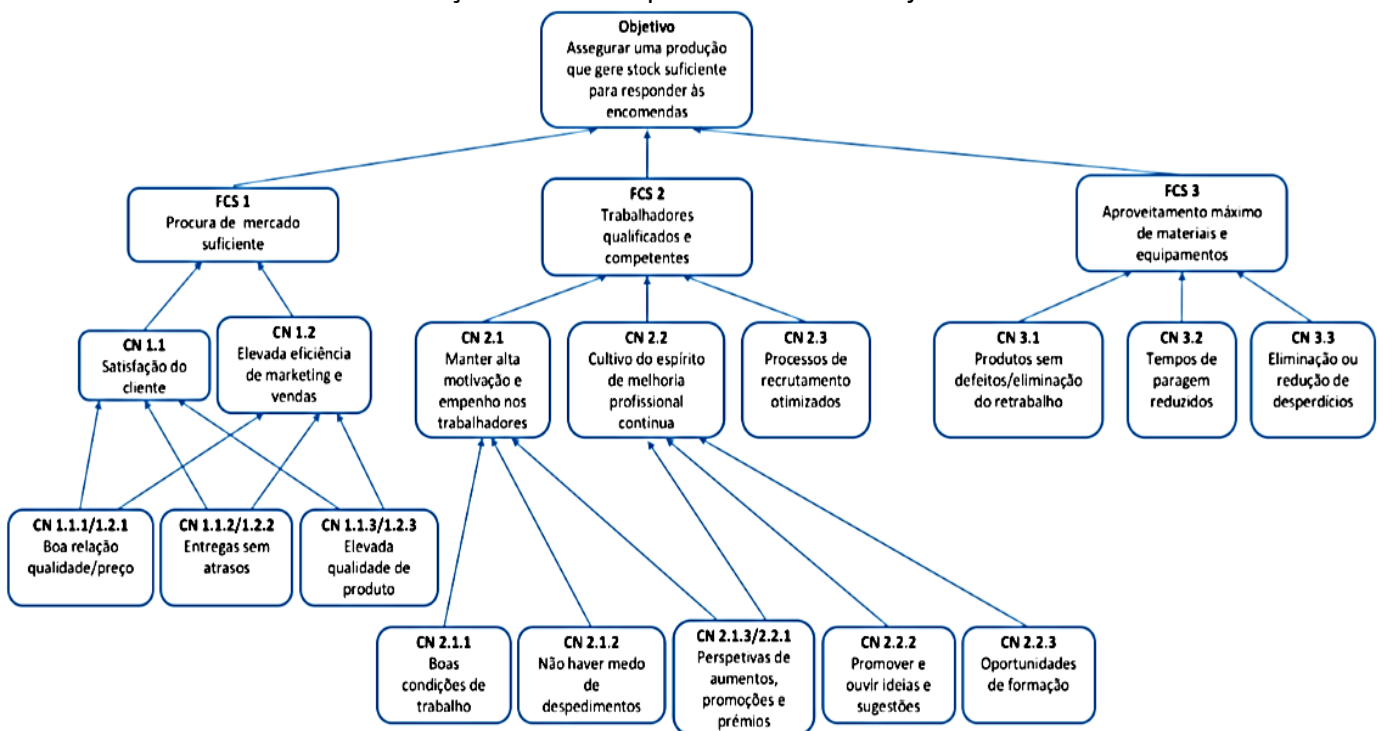 Objetivo
Assegurar uma produção
que gere stock suficiente
para responder às
encomendas
FCS 1
Procura de mercado
suficiente
FCS 2
Trabalhadores
qualificados e
competentes
FCS 3
Aproveitamento máximo
de materiais e
equipamentos
CN 1.1
Satisfação do
cliente
CN 1.2
Elevada eficiência
de marketing e
vendas
CN 2.1
Manter alta
motivação e
empenho nos
trabalhadores
CN 2.2
Cultivo do espírito
de melhoria
profissional
continua
CN 2.3
Processos de
recrutamento
otimizados
CN 3.1
Produtos sem
defeitos/eliminação
do retrabalho
CN 3.2
Tempos de
paragem
reduzidos
CN 3.3
Eliminação ou
redução de
desperdícios
CN 1.1.1/1.2.1
Boa relação
qualidade/preço
CN 1.1.2/1.2.2
Entregas sem
atrasos
CN 1.1.3/1.2.3
Elevada
qualidade de
produto
CN 2.1.1
Boas
condições de
trabalho
CN 2.1.2
Não haver medo
de
despedimentos
CN 2.1.3/2.2.1
Perspetivas de
aumentos,
promoções e
prémios
CN 2.2.2
Promover e
ouvir ideias e
sugestões
CN 2.2.3
Oportunidades
de formação